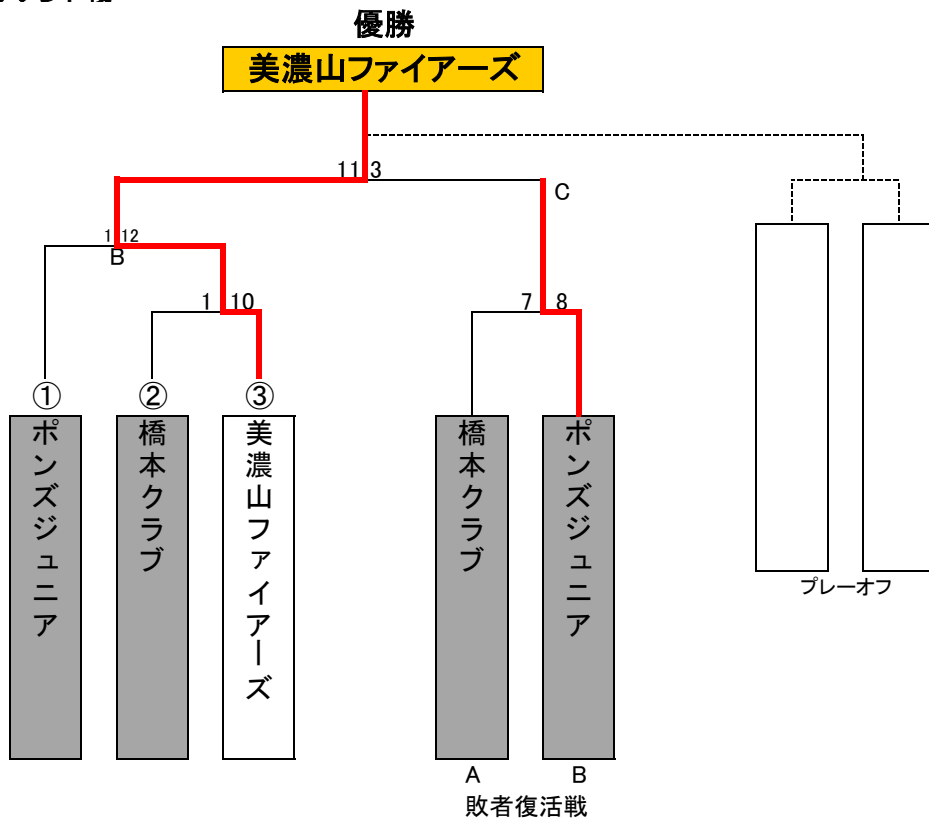 優勝
美濃山ファイアーズ
11 3
C
1 12
B
1 10
7 8
① ② ③
ポンズジュニア
橋本クラブ
美濃山ファイアーズ
橋本クラブ
ポンズジュニア
プレーオフ
A B
敗者復活戦